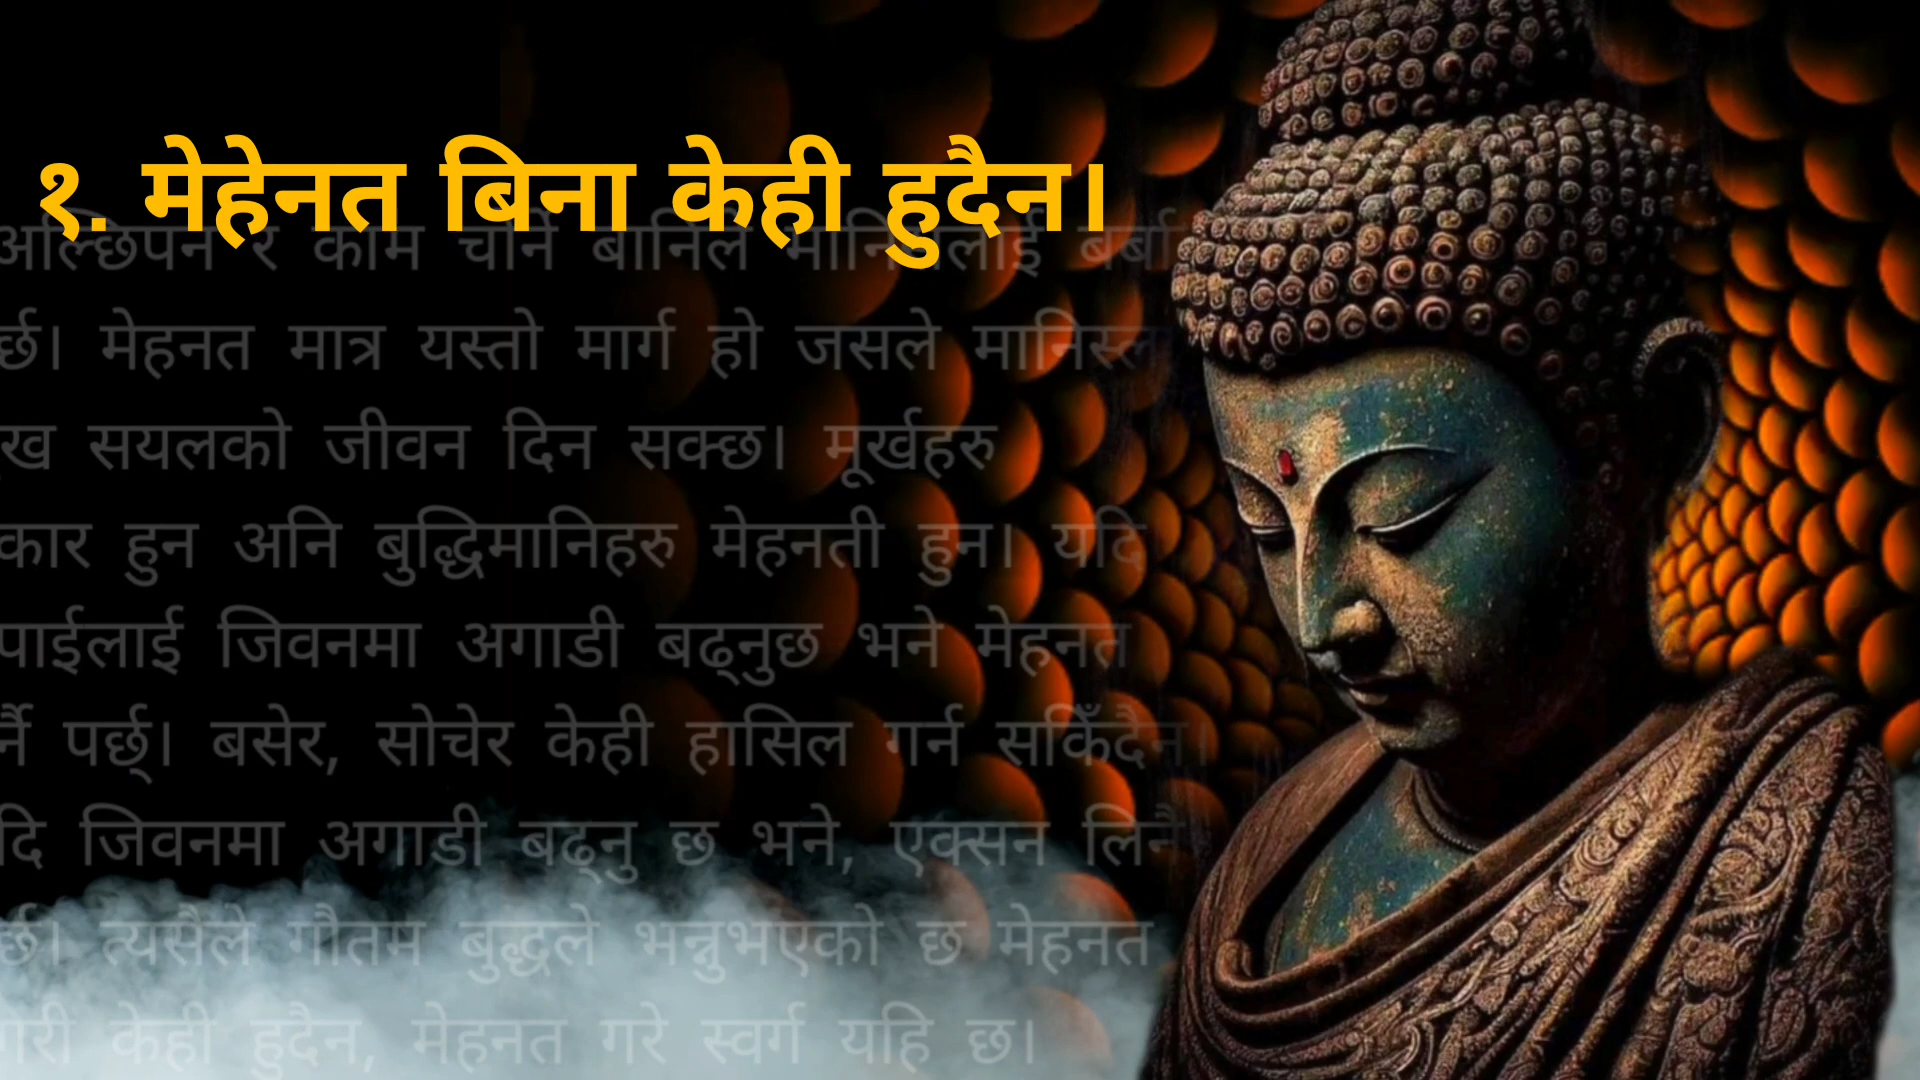 १. मेहेनत बिना केही हुदैन।
अल्छिपन र काम चोर्ने बानिले
र्छ। मेहनत मात्र यस्तो मार्ग हो जसले
सयलको जीवन दिन सक्छ। मूर्खहरु
हुन अनि बुद्धिमानिहरु मेहनती हुन। यदि
पाईलाई जिवनमा अगाडी बढ्नुछ भने मेहनत
र्नै पर्छ्। बसेर, सोचेर केही हासिल गर्न सकिँदैन।
दि जिवनमा अगाडी बढ्नु छ भने, एक्सन लिनै
र्छ। त्यसैले गौतम बुद्धले भन्नुभएको छ मेहनत
गरी केही हुदैन, मेहनत गरे स्वर्ग यहि छ।